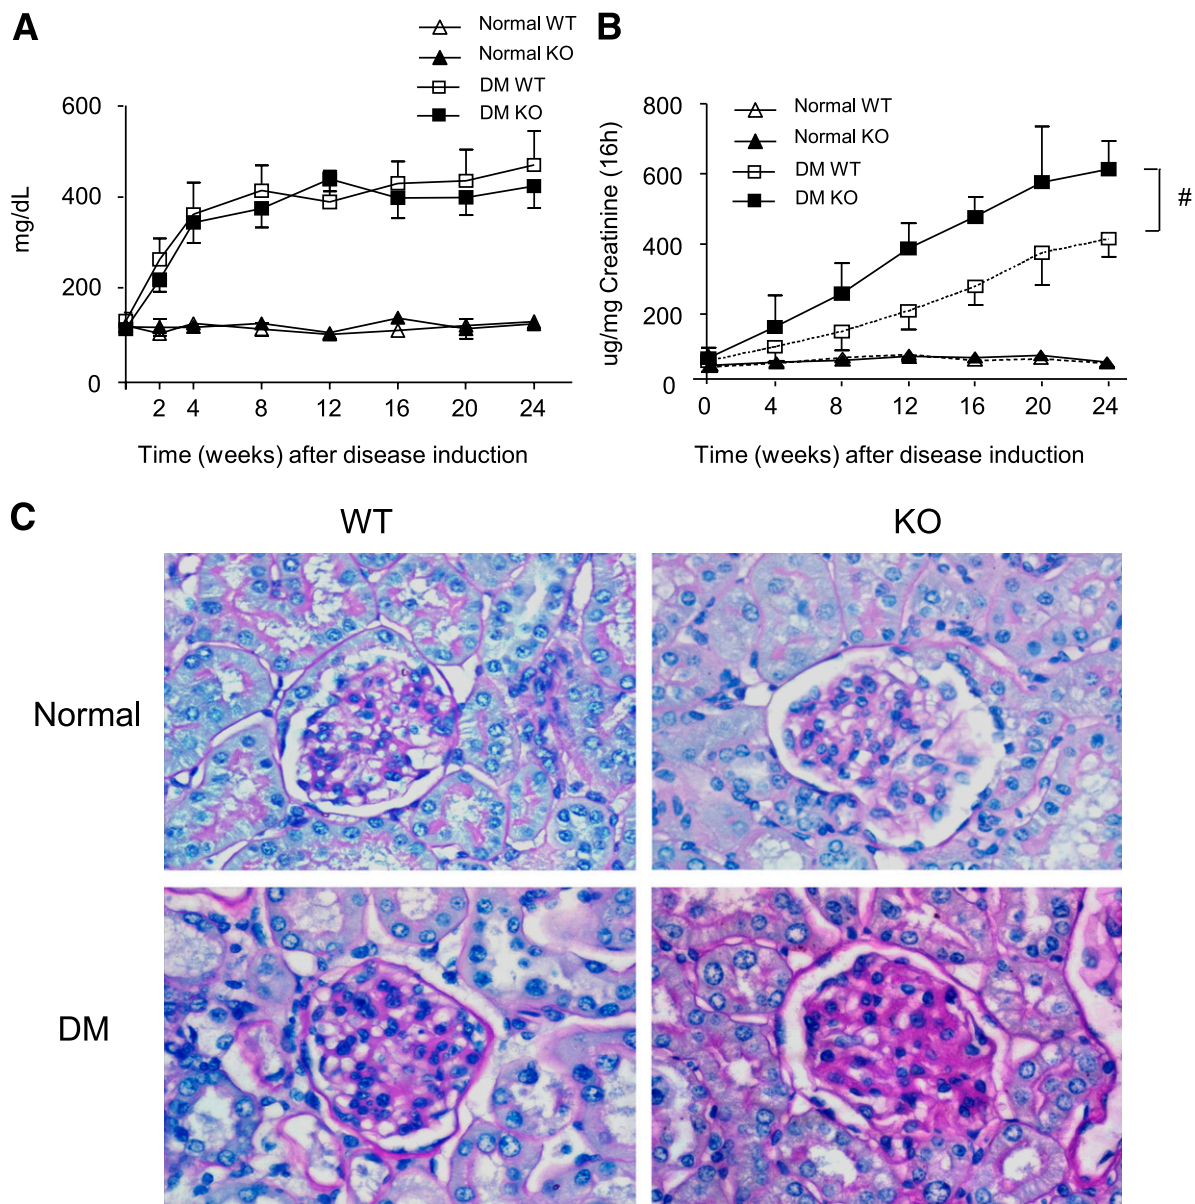 A
Normal WT
Normal KO
DM WT
DM KO
600
400
200
0
mg/dL
2 4 8 12 16 20 24
Time (weeks) after disease induction
B
Normal WT
Normal KO
DM WT
DM KO
800
600
400
200
0
ug/mg Creatinine (16h)
#
0 4 8 12 16 20 24
Time (weeks) after disease induction
C
WT KO
Normal
DM